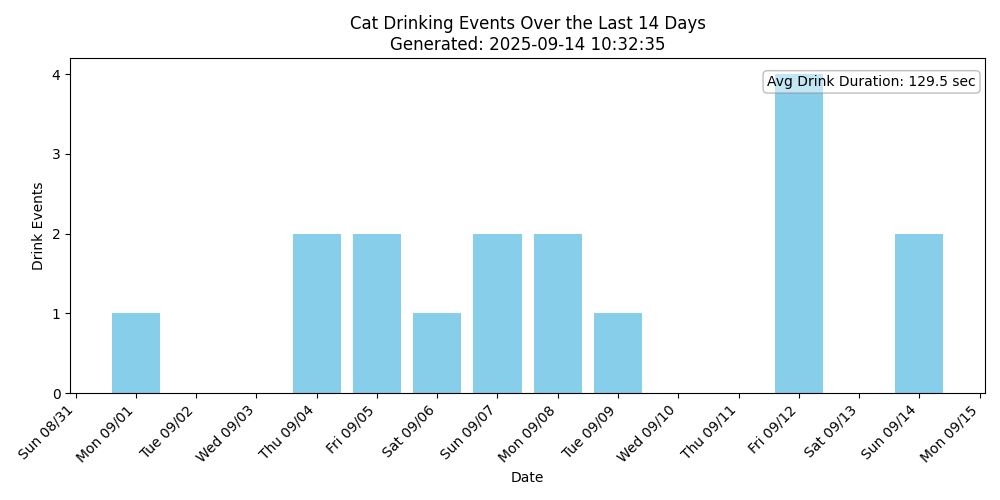 Cat Drinking Events Over the Last 14 Days
Generated: 2025-09-14 10:32:35
Avg Drink Duration: 129.5 sec
Drink Events
4
3
2
1
0
Sun 08/31
Mon 09/01
Tue 09/02
Wed 09/03
Thu 09/04
Fri 09/05
Sat 09/06
Sun 09/07
Mon 09/08
Tue 09/09
Wed 09/10
Thu 09/11
Fri 09/12
Sat 09/13
Sun 09/14
Mon 09/15
Date